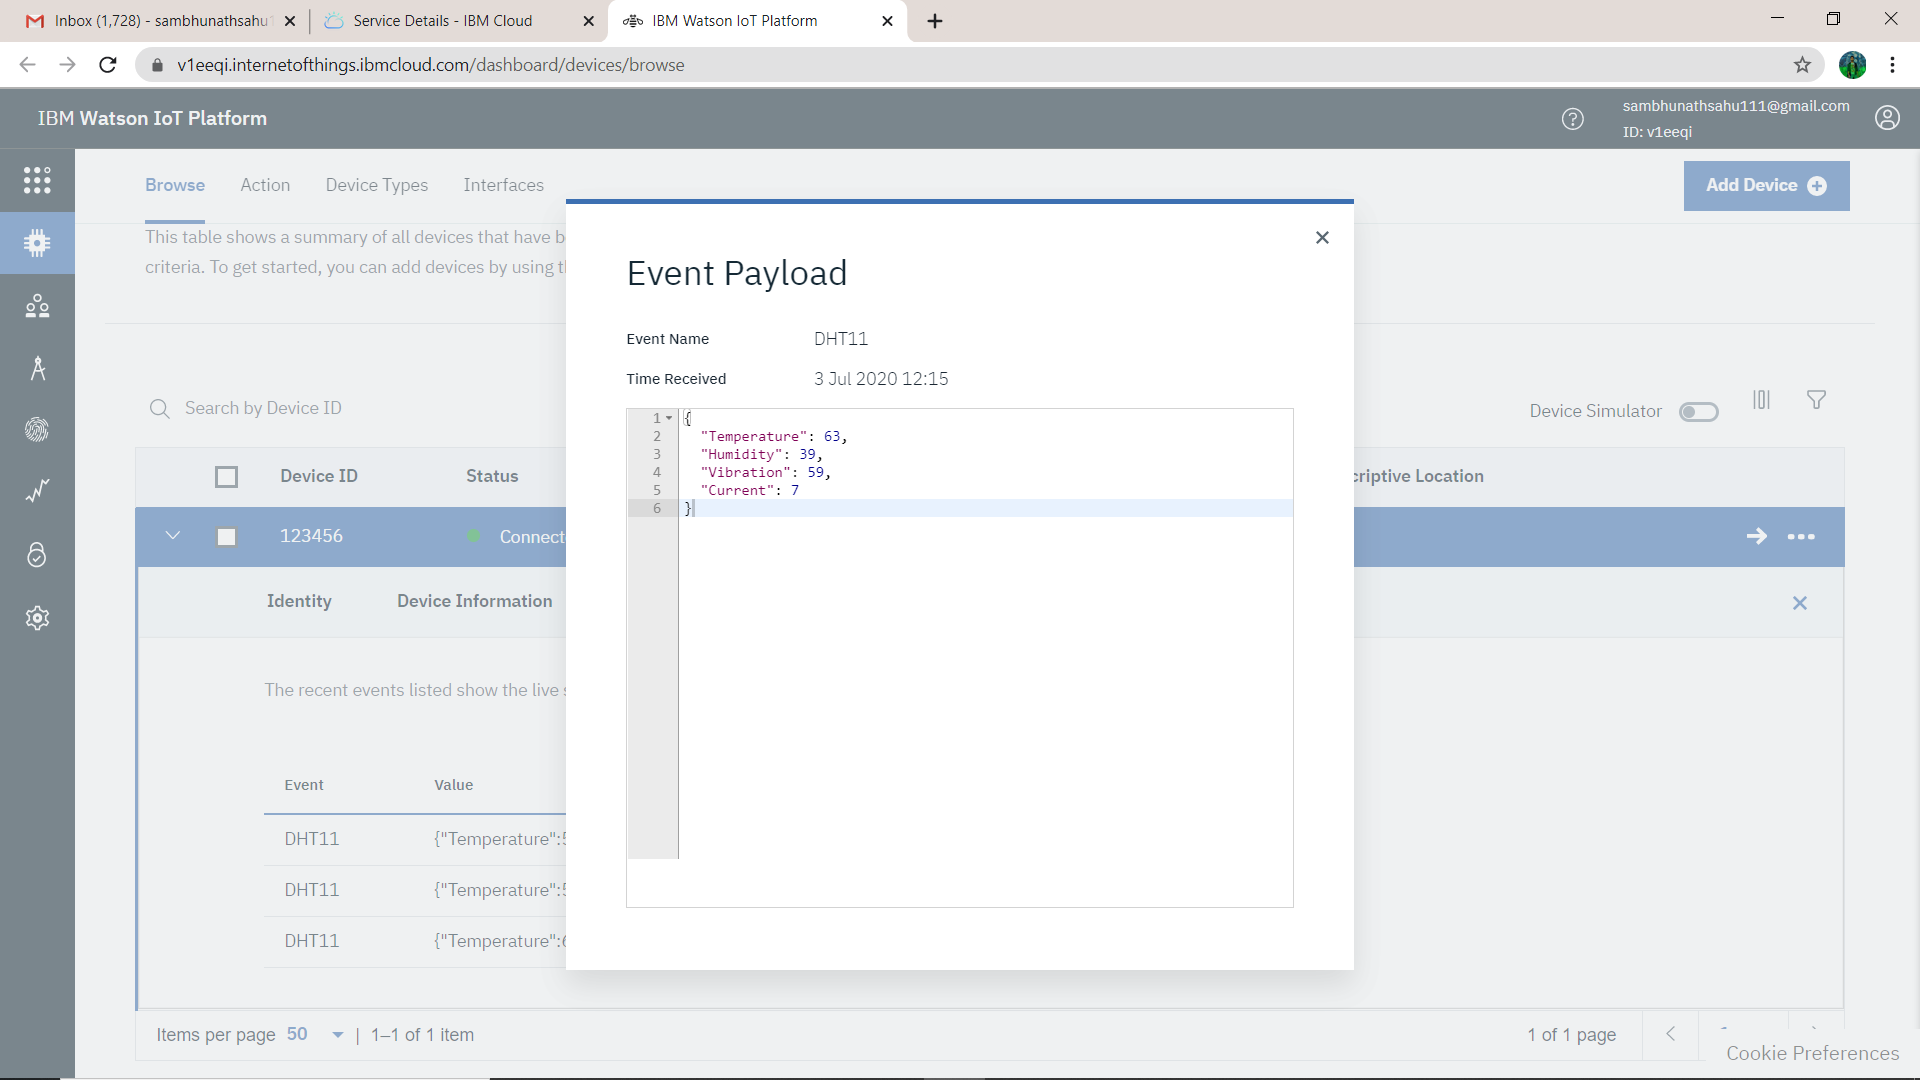 Inbox (1,728) - sambhunathsahu1
Service Details - IBM Cloud
IBM Watson IoT Platform
v1eeqi.internetofthings.ibmcloud.com/dashboard/devices/browse
IBM Watson IoT Platform
sambhunathsahu111@gmail.com
ID: v1eeqi
Browse Action Device Types Interfaces
Add Device
This table shows a summary of all devices that have b
criteria. To get started, you can add devices by using t
Event Payload
Event Name DHT11
Time Received 3 Jul 2020 12:15
Search by Device ID
Device Simulator
1 {
2 "Temperature": 63,
3 "Humidity": 39,
4 "Vibration": 59,
5 "Current": 7
6 }
Device ID Status criptive Location
123456 Connect
Identity Device Information
The recent events listed show the live s
Event Value
DHT11 {"Temperature":5
DHT11 {"Temperature":5
DHT11 {"Temperature":6
Items per page 50 | 1–1 of 1 item
1 of 1 page
Cookie Preferences